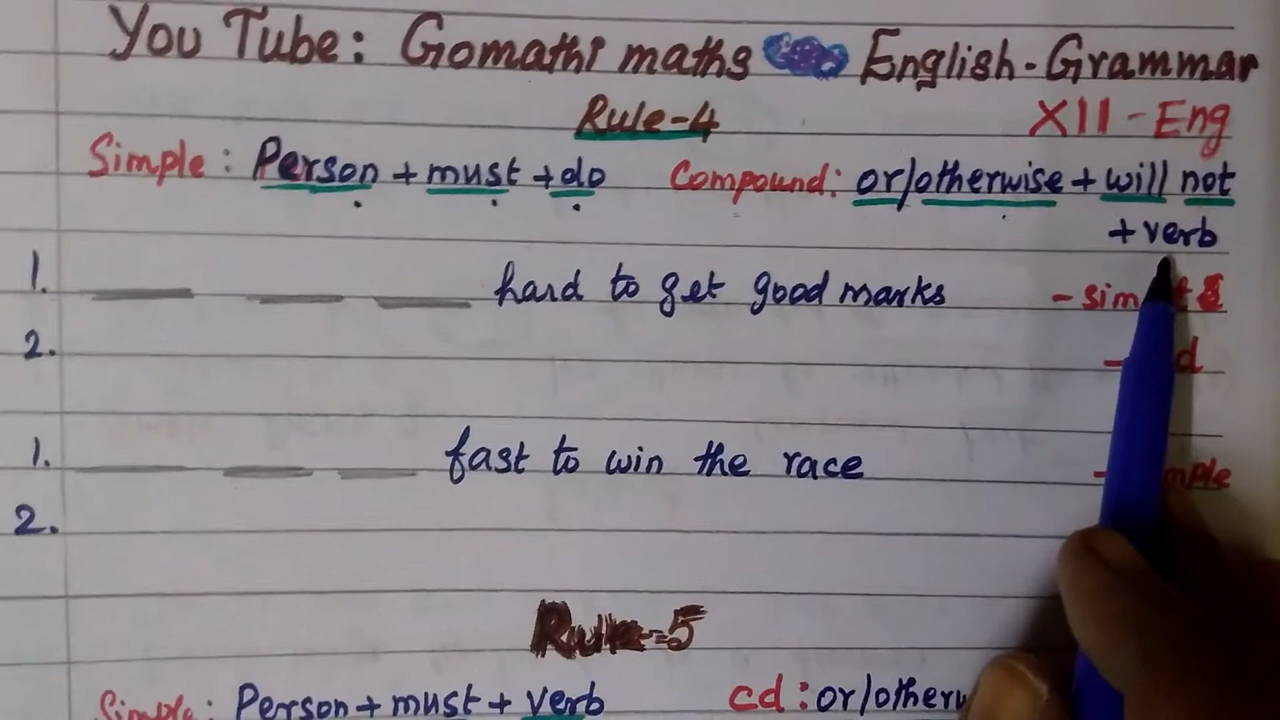 You Tube: Gomathi maths English-Grammar
Rule-4 XII-Eng
Simple: Person + must + do Compound: or/otherwise + will not
+ verb
1. hard to get good marks
2.
1. fast to win the race
2.
Rule-5
Simple: Person + must + verb cd: or/